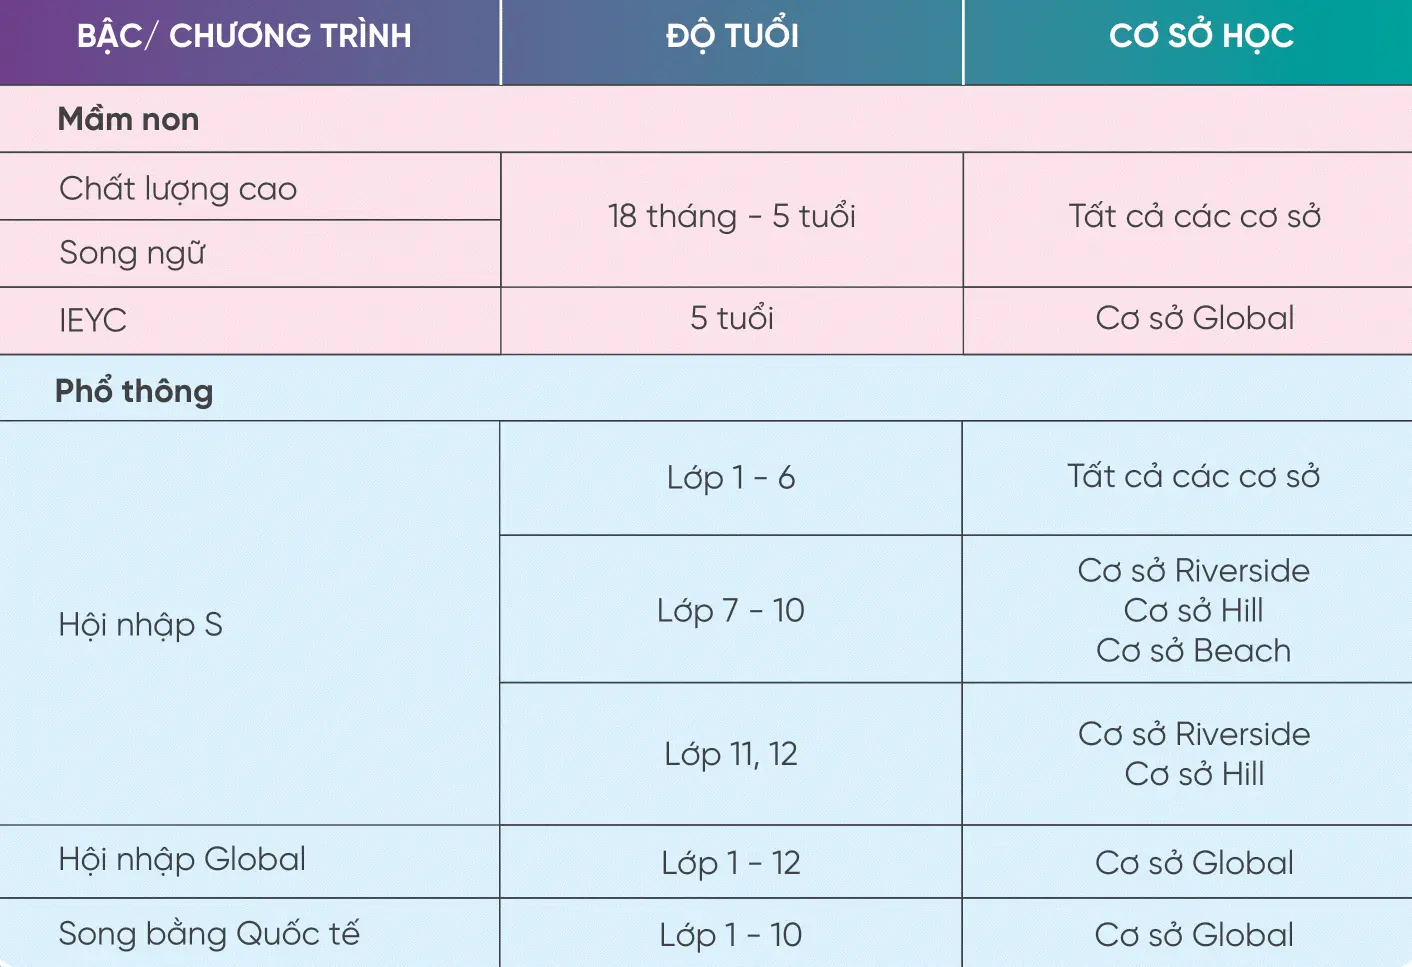 BẬC/ CHƯƠNG TRÌNH ĐỘ TUỔI CƠ SỞ HỌC
Mầm non
Chất lượng cao
18 tháng - 5 tuổi Tất cả các cơ sở
Song ngữ
IEYC 5 tuổi Cơ sở Global
Phổ thông
Lớp 1 - 6 Tất cả các cơ sở
Hội nhập S
Lớp 7 - 10
Cơ sở Riverside
Cơ sở Hill
Cơ sở Beach
Lớp 11, 12
Cơ sở Riverside
Cơ sở Hill
Hội nhập Global Lớp 1 - 12 Cơ sở Global
Song bằng Quốc tế Lớp 1 - 10 Cơ sở Global